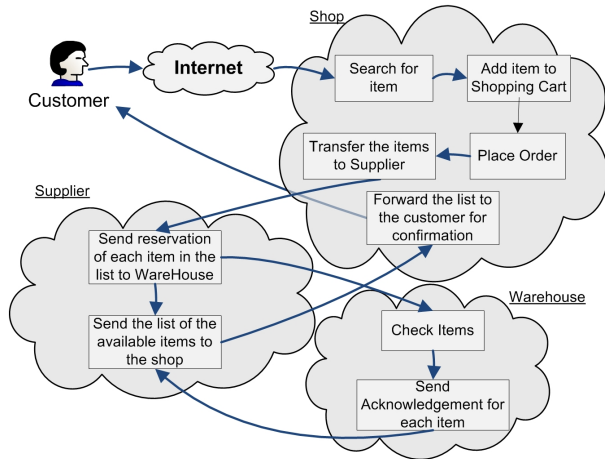 Shop
Internet
Customer
Search for
item
Add item to
Shopping Cart
Transfer the items
to Supplier
Place Order
Supplier
Forward the list to
the customer for
confirmation
Send reservation
of each item in the
list to WareHouse
Warehouse
Send the list of the
available items to
the shop
Check Items
Send
Acknowledgement for
each item